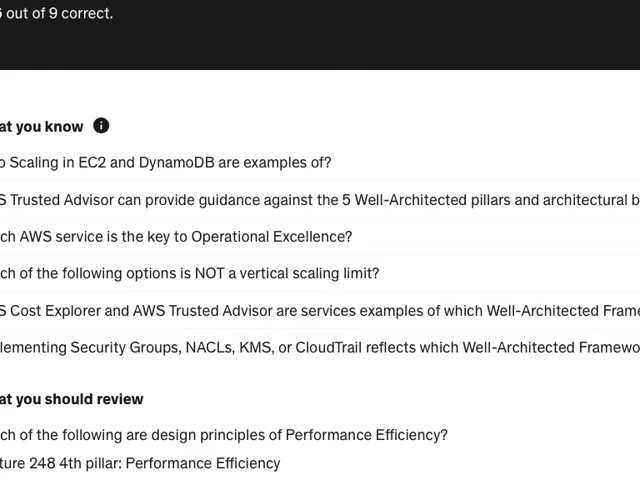 6 out of 9 correct.
at you know
o Scaling in EC2 and DynamoDB are examples of?
S Trusted Advisor can provide guidance against the 5 Well-Architected pillars and architectural b
ch AWS service is the key to Operational Excellence?
ch of the following options is NOT a vertical scaling limit?
S Cost Explorer and AWS Trusted Advisor are services examples of which Well-Architected Frame
lementing Security Groups, NACLs, KMS, or CloudTrail reflects which Well-Architected Framewo
at you should review
ch of the following are design principles of Performance Efficiency?
ture 248 4th pillar: Performance Efficiency